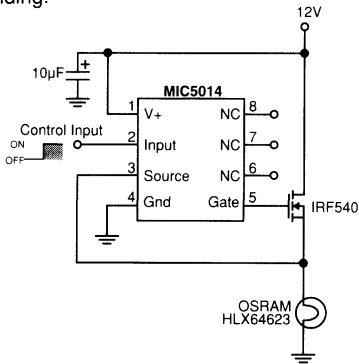 nding:
12V
+
10µF
MIC5014
1 V+ NC 8
Control Input
ON
OFF
2 Input NC 7
3 Source NC 6
4 Gnd Gate 5
IRF540
OSRAM
HLX64623